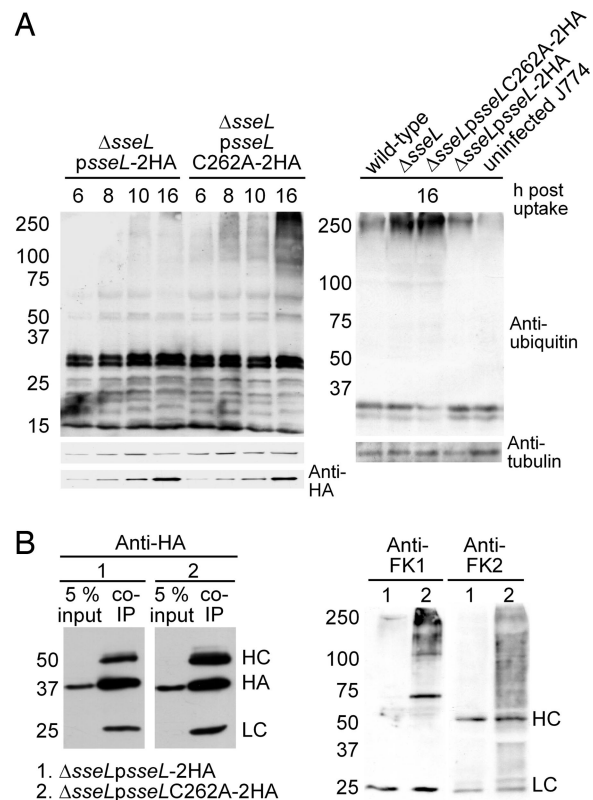 A
ΔsseL
psseL-2HA
ΔsseL
psseL
C262A-2HA
6 8 10 16 6 8 10 16
250
100
75
50
37
25
15
Anti-
HA
wild-type
ΔsseL
ΔsseLpsseLC262A-2HA
ΔsseLpsseL-2HA
uninfected J774
16
h post
uptake
250
100
75
50
37
Anti-
ubiquitin
Anti-
tubulin
B
Anti-HA
1 2
5 % co- 5 % co-
input IP input IP
50 HC
37 HA
25 LC
1. ΔsseLpsseL-2HA
2. ΔsseLpsseLC262A-2HA
Anti- Anti-
FK1 FK2
1 2 1 2
250
100
75
50 HC
37
25 LC